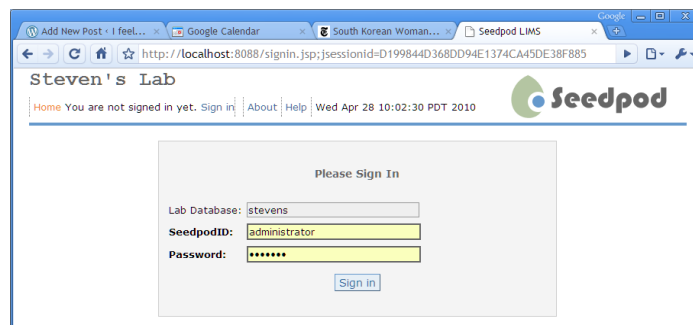 Google
Add New Post ‹ I feel...
Google Calendar
South Korean Woman...
Seedpod LIMS
http://localhost:8088/signin.jsp;jsessionid=D199844D368DD94E1374CA45DE38F885
Steven's Lab
Home You are not signed in yet. Sign in About Help Wed Apr 28 10:02:30 PDT 2010
Seedpod
Please Sign In
Lab Database: stevens
SeedpodID: administrator
Password: •••••••
Sign in